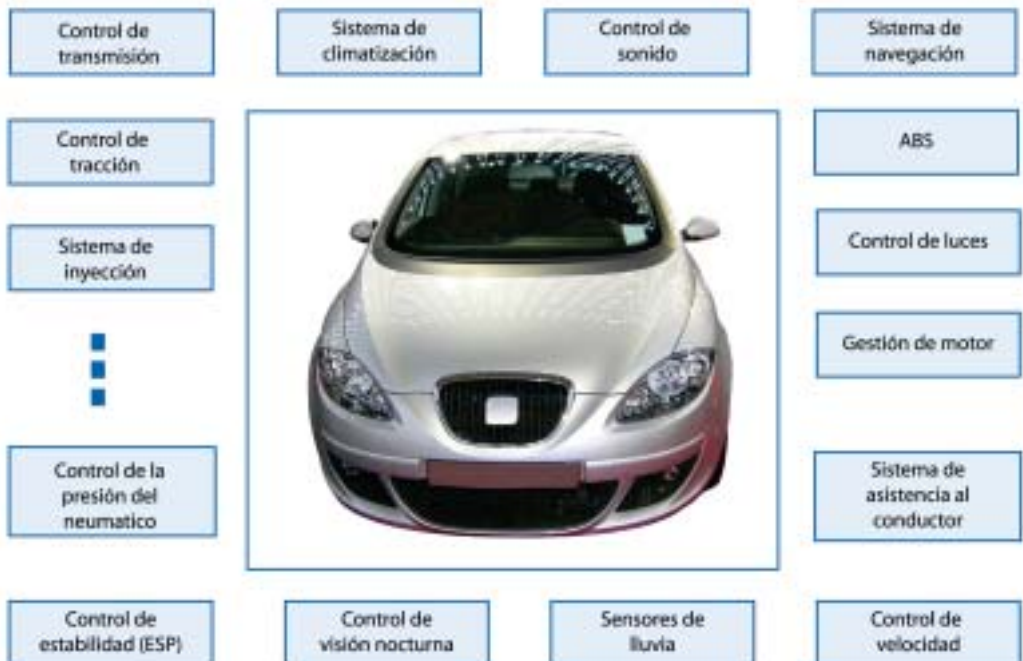 Control de
transmisión
Sistema de
climatización
Control de
sonido
Sistema de
navegación
Control de
tracción
ABS
Sistema de
inyección
Control de luces
Gestión de motor
Control de la
presión del
neumatico
Sistema de
asistencia al
conductor
Control de
estabilidad (ESP)
Control de
visión nocturna
Sensores de
lluvia
Control de
velocidad